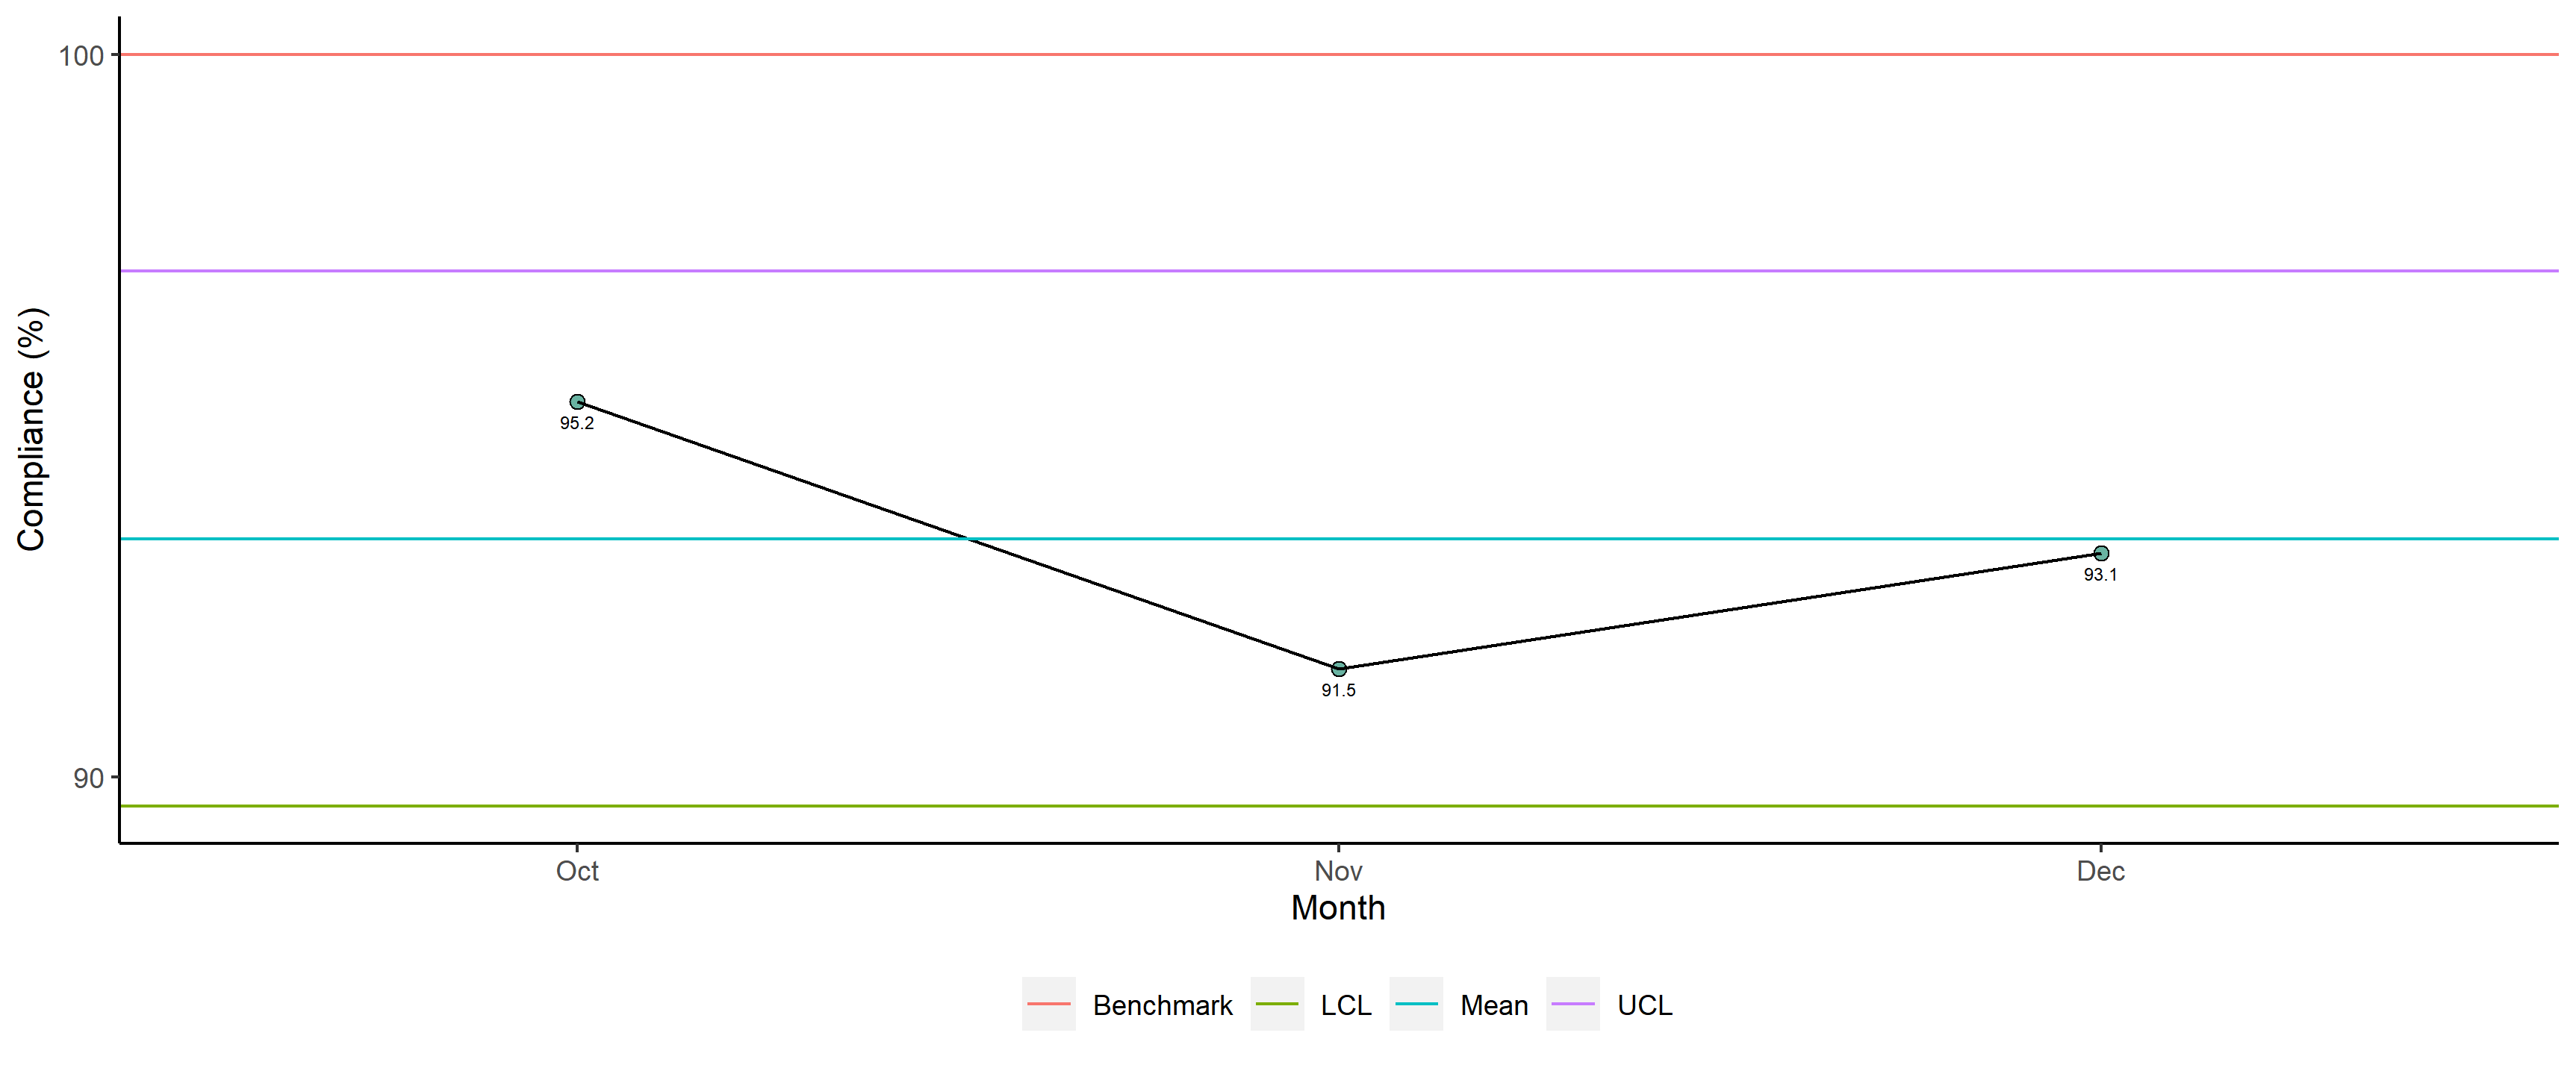 Compliance (%)
100
90
95.2
91.5
93.1
Oct Nov Dec
Month
Benchmark LCL Mean UCL